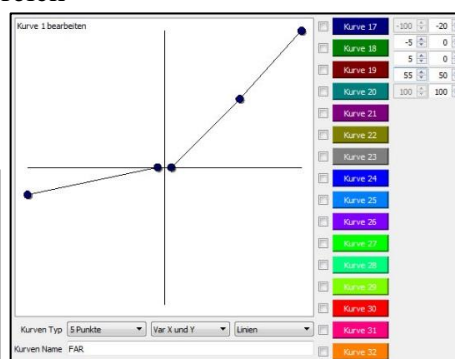 Kurve 1 bearbeiten
Kurve 17 -100 -20
Kurve 18 -5 0
Kurve 19 5 0
Kurve 20 55 50
Kurve 21 100 100
Kurve 22
Kurve 23
Kurve 24
Kurve 25
Kurve 26
Kurve 27
Kurve 28
Kurve 29
Kurve 30
Kurve 31
Kurve 32
Kurven Typ 5 Punkte Var X und Y Linien
Kurven Name FAR